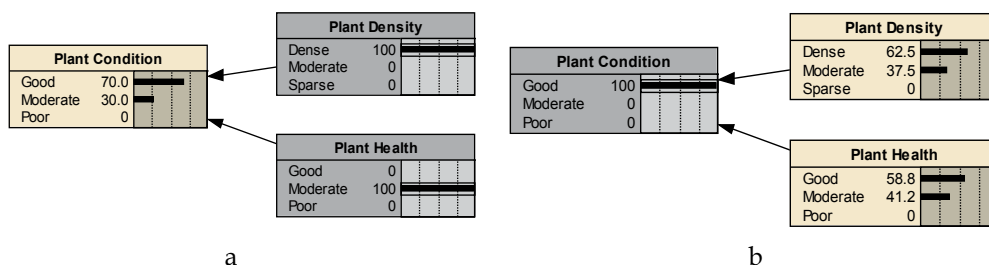 Plant Condition
Good 70.0
Moderate 30.0
Poor 0
Plant Density
Dense 100
Moderate 0
Sparse 0
Plant Health
Good 0
Moderate 100
Poor 0
a
Plant Condition
Good 100
Moderate 0
Poor 0
Plant Density
Dense 62.5
Moderate 37.5
Sparse 0
Plant Health
Good 58.8
Moderate 41.2
Poor 0
b